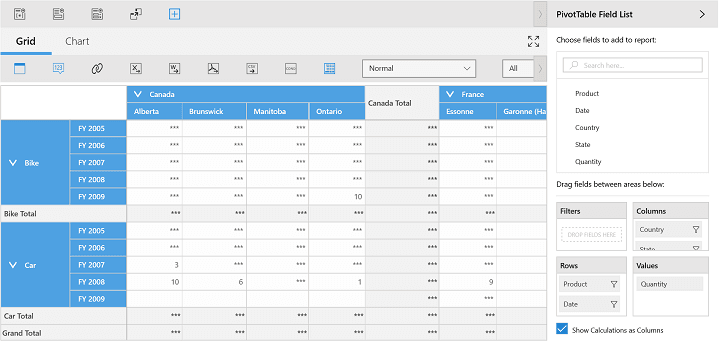 PivotTable Field List
Grid Chart
Choose fields to add to report:
Search here...
123 Normal All
Product
Date
Country
State
Quantity
Canada Canada Total France
Alberta Brunswick Manitoba Ontario Essonne Garonne (Ha
Bike FY 2005 *** *** *** *** *** ***
FY 2006 *** *** *** *** *** ***
FY 2007 *** *** *** *** *** ***
FY 2008 *** *** *** *** *** ***
FY 2009 *** *** *** 10 *** ***
Bike Total *** *** *** *** *** ***
Car FY 2005 *** *** *** *** *** ***
FY 2006 *** *** *** *** *** ***
FY 2007 3 *** *** *** *** ***
FY 2008 10 6 *** 1 *** 9
FY 2009 *** ***
Car Total *** *** *** *** *** ***
Grand Total *** *** *** *** *** ***
Drag fields between areas below:
Filters Columns
DROP FIELDS HERE Country
State
Rows Values
Product Quantity
Date
Show Calculations as Columns